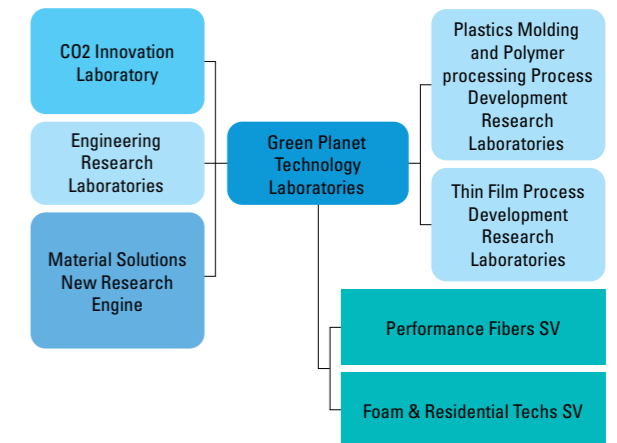 CO2 Innovation
Laboratory
Engineering
Research
Laboratories
Material Solutions
New Research
Engine
Green Planet
Technology
Laboratories
Plastics Molding
and Polymer
processing Process
Development
Research
Laboratories
Thin Film Process
Development
Research
Laboratories
Performance Fibers SV
Foam & Residential Techs SV